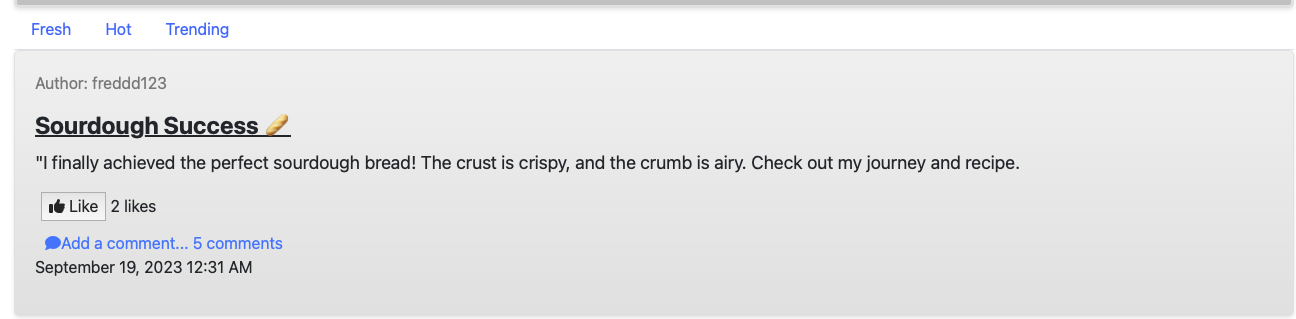 Fresh Hot Trending
Author: freddd123
Sourdough Success 🥖
"I finally achieved the perfect sourdough bread! The crust is crispy, and the crumb is airy. Check out my journey and recipe.
Like 2 likes
Add a comment... 5 comments
September 19, 2023 12:31 AM